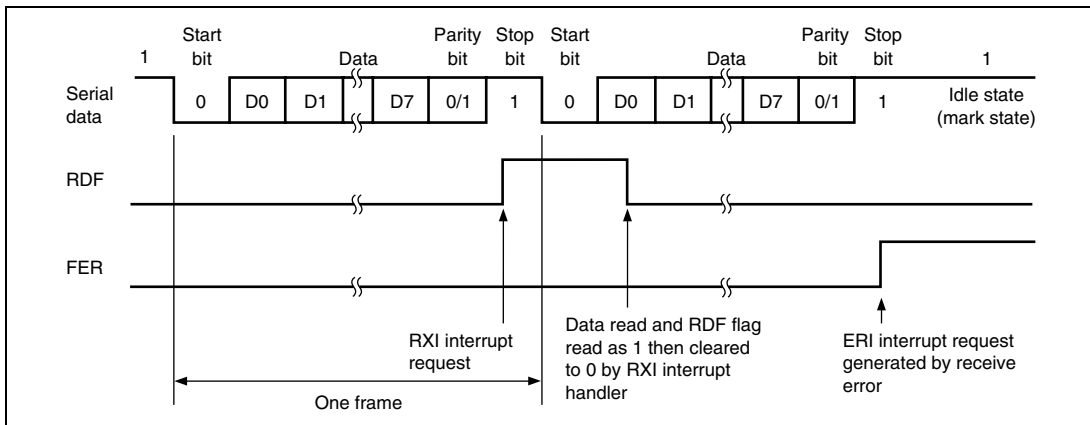 Start Parity Stop Start Parity Stop
1 bit Data bit bit bit Data bit bit 1
Serial data 0 D0 D1 D7 0/1 1 0 D0 D1 D7 0/1 1 Idle state (mark state)
RDF
FER
RXI interrupt
request
Data read and RDF flag
read as 1 then cleared
to 0 by RXI interrupt
handler
ERI interrupt request
generated by receive
error
One frame